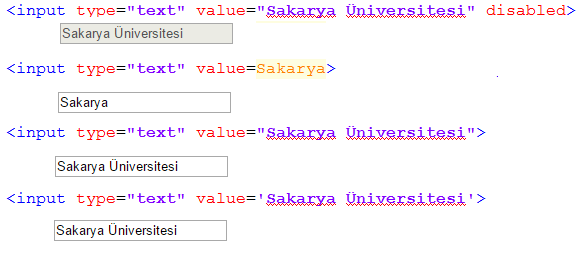 <input type="text" value="Sakarya Üniversitesi" disabled>
Sakarya Üniversitesi
<input type="text" value=Sakarya>
Sakarya
<input type="text" value="Sakarya Üniversitesi">
Sakarya Üniversitesi
<input type="text" value='Sakarya Üniversitesi'>
Sakarya Üniversitesi